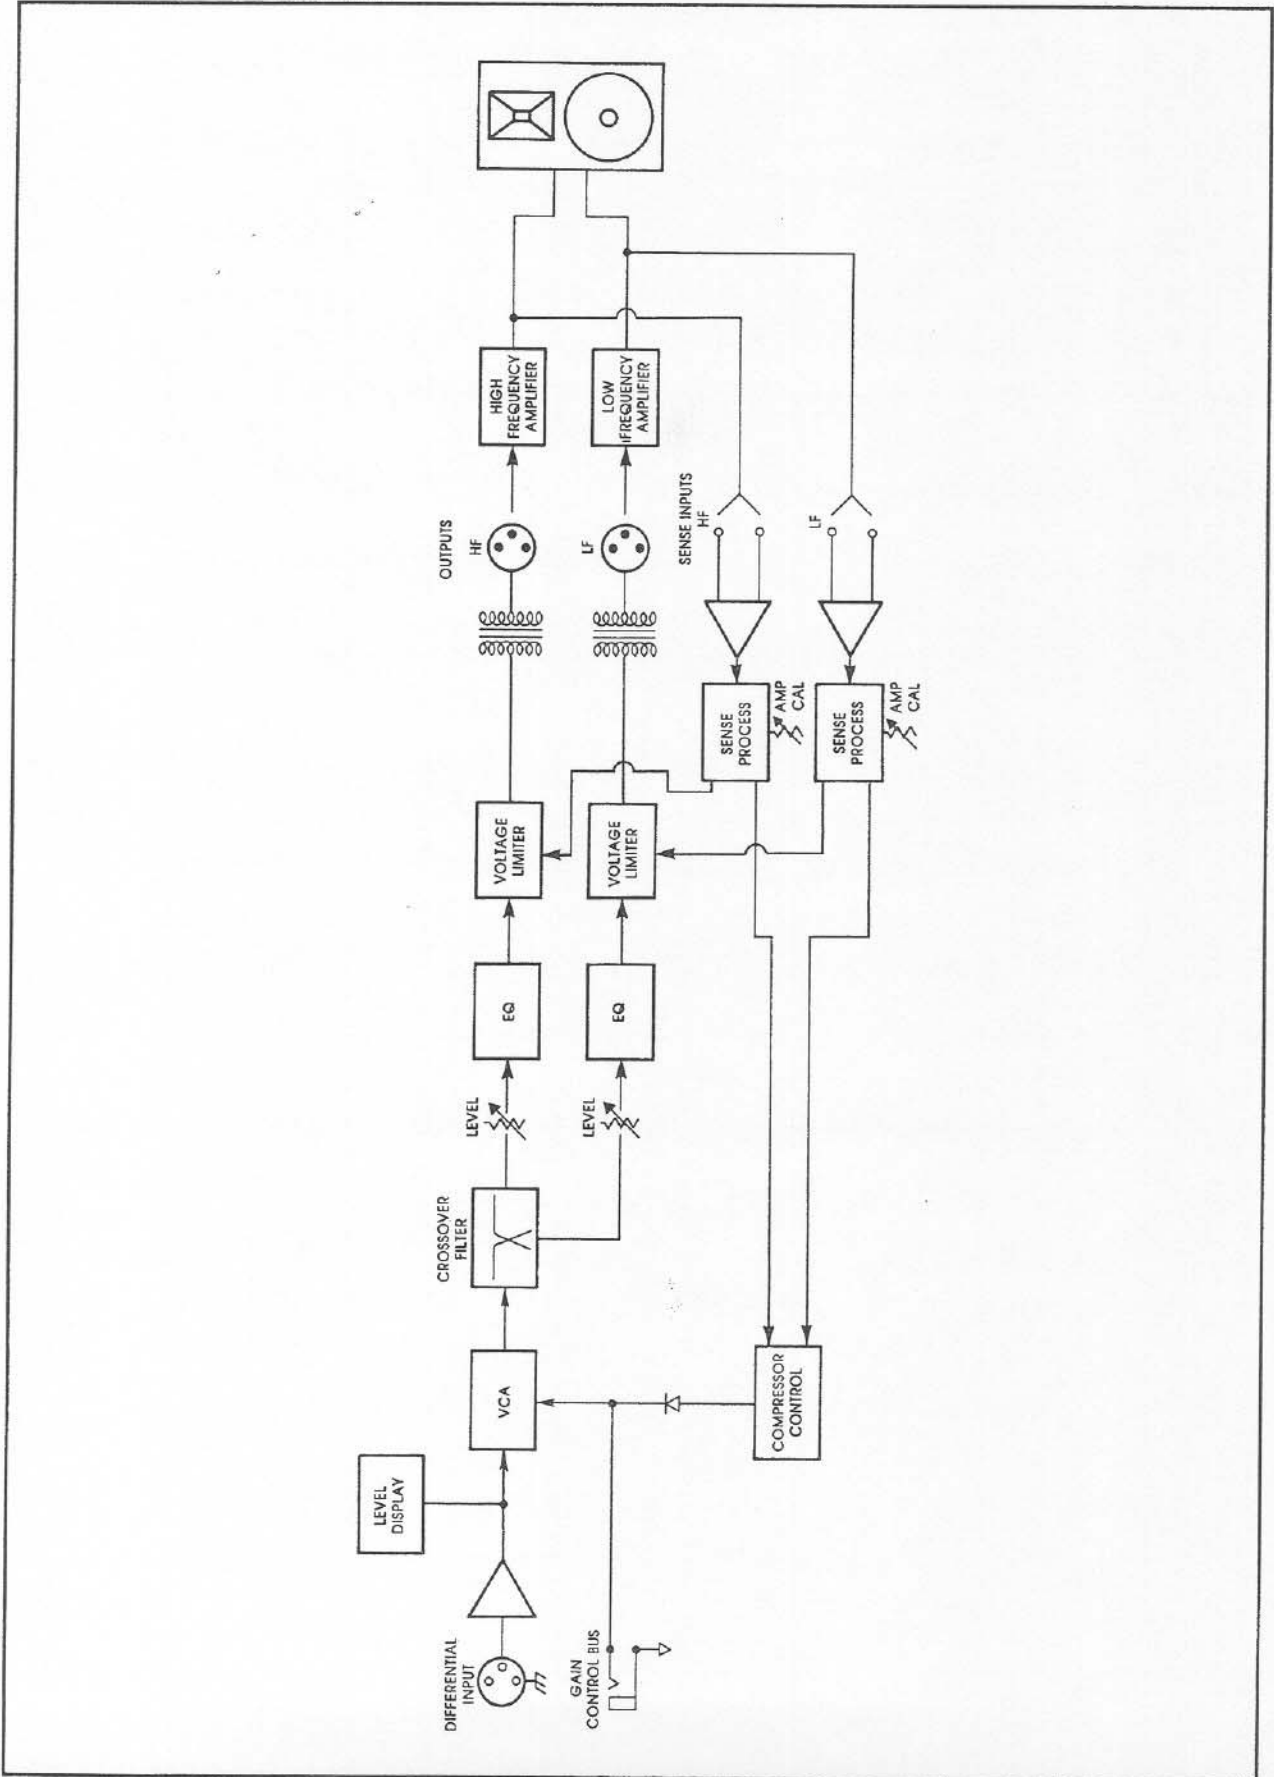 DIFFERENTIAL
INPUT
LEVEL
DISPLAY
GAIN
CONTROL BUS
VCA
COMPRESSOR
CONTROL
CROSSOVER
FILTER
LEVEL
LEVEL
EQ
EQ
VOLTAGE
LIMITER
VOLTAGE
LIMITER
SENSE
PROCESS
AMP
CAL
SENSE
PROCESS
AMP
CAL
OUTPUTS
HF
LF
SENSE INPUTS
HF
LF
HIGH
FREQUENCY
AMPLIFIER
LOW
FREQUENCY
AMPLIFIER